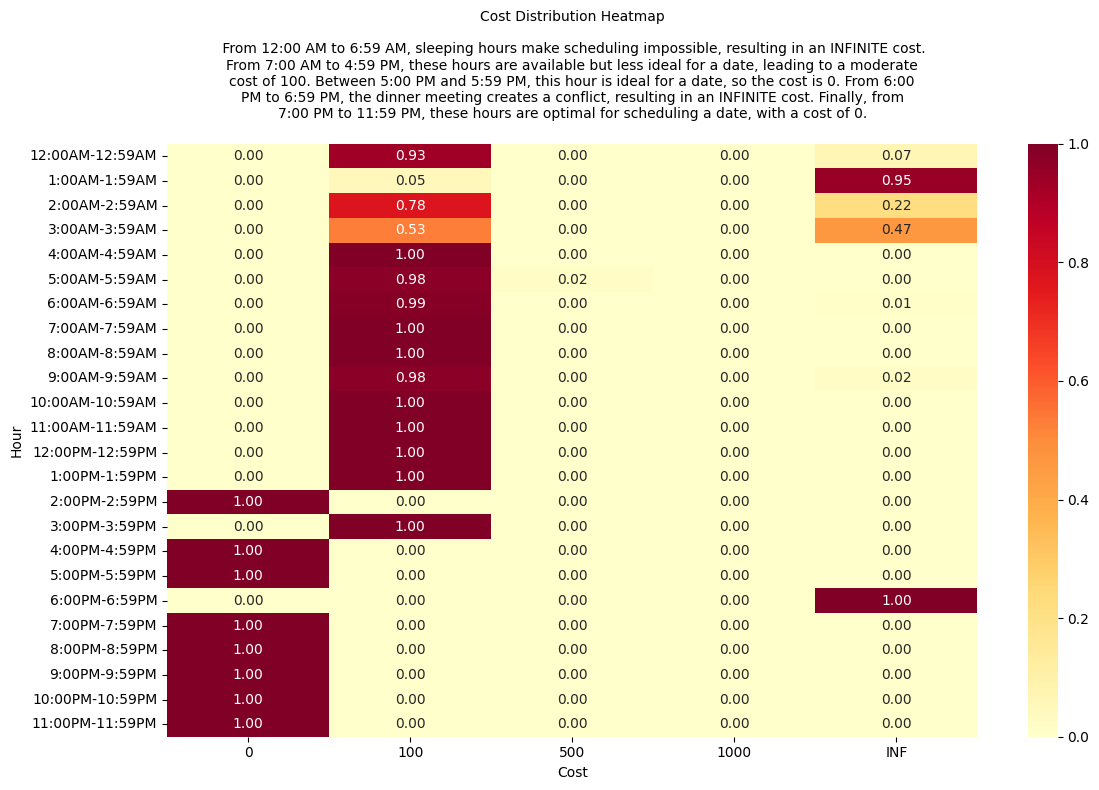 Cost Distribution Heatmap
From 12:00 AM to 6:59 AM, sleeping hours make scheduling impossible, resulting in an INFINITE cost.
From 7:00 AM to 4:59 PM, these hours are available but less ideal for a date, leading to a moderate
cost of 100. Between 5:00 PM and 5:59 PM, this hour is ideal for a date, so the cost is 0. From 6:00
PM to 6:59 PM, the dinner meeting creates a conflict, resulting in an INFINITE cost. Finally, from
7:00 PM to 11:59 PM, these hours are optimal for scheduling a date, with a cost of 0.
12:00AM-12:59AM 0.00 0.93 0.00 0.00 0.07
1:00AM-1:59AM 0.00 0.05 0.00 0.00 0.95
2:00AM-2:59AM 0.00 0.78 0.00 0.00 0.22
3:00AM-3:59AM 0.00 0.53 0.00 0.00 0.47
4:00AM-4:59AM 0.00 1.00 0.00 0.00 0.00
5:00AM-5:59AM 0.00 0.98 0.02 0.00 0.00
6:00AM-6:59AM 0.00 0.99 0.00 0.00 0.01
7:00AM-7:59AM 0.00 1.00 0.00 0.00 0.00
8:00AM-8:59AM 0.00 1.00 0.00 0.00 0.00
9:00AM-9:59AM 0.00 0.98 0.00 0.00 0.02
10:00AM-10:59AM 0.00 1.00 0.00 0.00 0.00
11:00AM-11:59AM 0.00 1.00 0.00 0.00 0.00
12:00PM-12:59PM 0.00 1.00 0.00 0.00 0.00
1:00PM-1:59PM 0.00 1.00 0.00 0.00 0.00
2:00PM-2:59PM 1.00 0.00 0.00 0.00 0.00
3:00PM-3:59PM 0.00 1.00 0.00 0.00 0.00
4:00PM-4:59PM 1.00 0.00 0.00 0.00 0.00
5:00PM-5:59PM 1.00 0.00 0.00 0.00 0.00
6:00PM-6:59PM 0.00 0.00 0.00 0.00 1.00
7:00PM-7:59PM 1.00 0.00 0.00 0.00 0.00
8:00PM-8:59PM 1.00 0.00 0.00 0.00 0.00
9:00PM-9:59PM 1.00 0.00 0.00 0.00 0.00
10:00PM-10:59PM 1.00 0.00 0.00 0.00 0.00
11:00PM-11:59PM 1.00 0.00 0.00 0.00 0.00
0 100 500 1000 INF
Cost
Hour
1.0
0.8
0.6
0.4
0.2
0.0